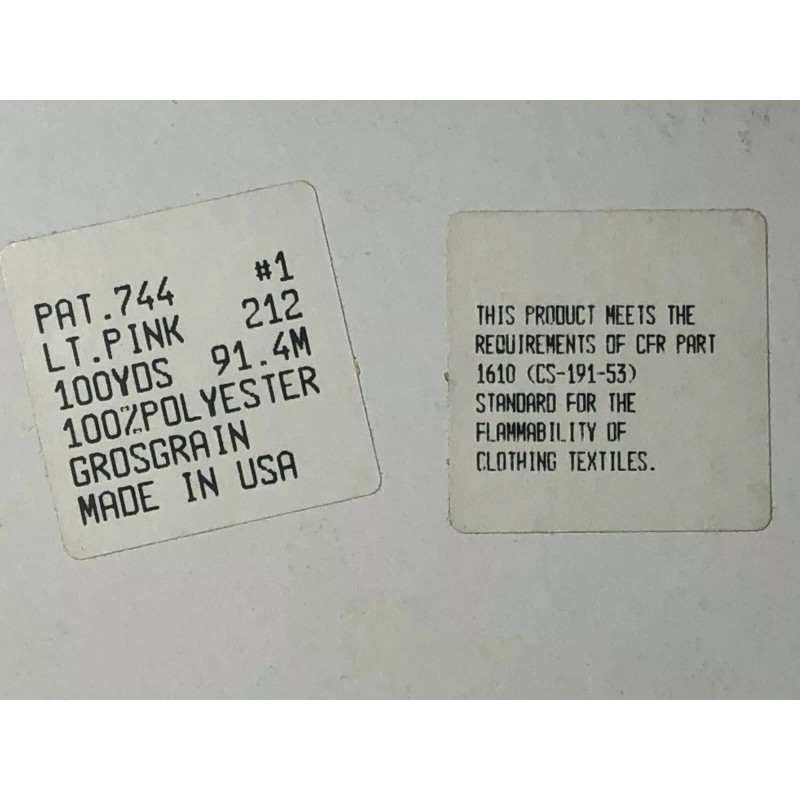 PAT.744 #1
LT.PINK 212
100YDS 91.4M
100%POLYESTER
GROSGRAIN
MADE IN USA
THIS PRODUCT MEETS THE
REQUIREMENTS OF CFR PART
1610 (CS-191-53)
STANDARD FOR THE
FLAMMABILITY OF
CLOTHING TEXTILES.